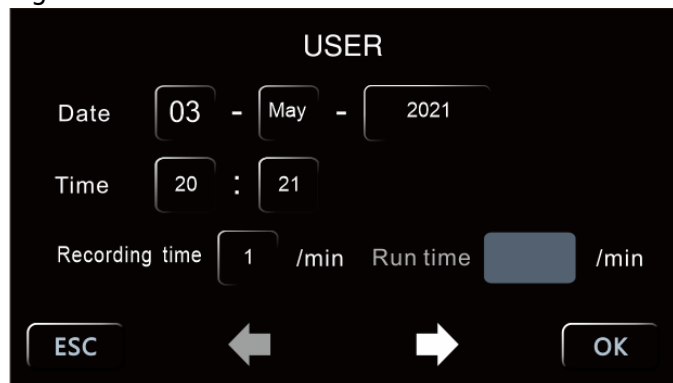 USER
Date 03 - May - 2021
Time 20 : 21
Recording time 1 /min Run time /min
ESC OK